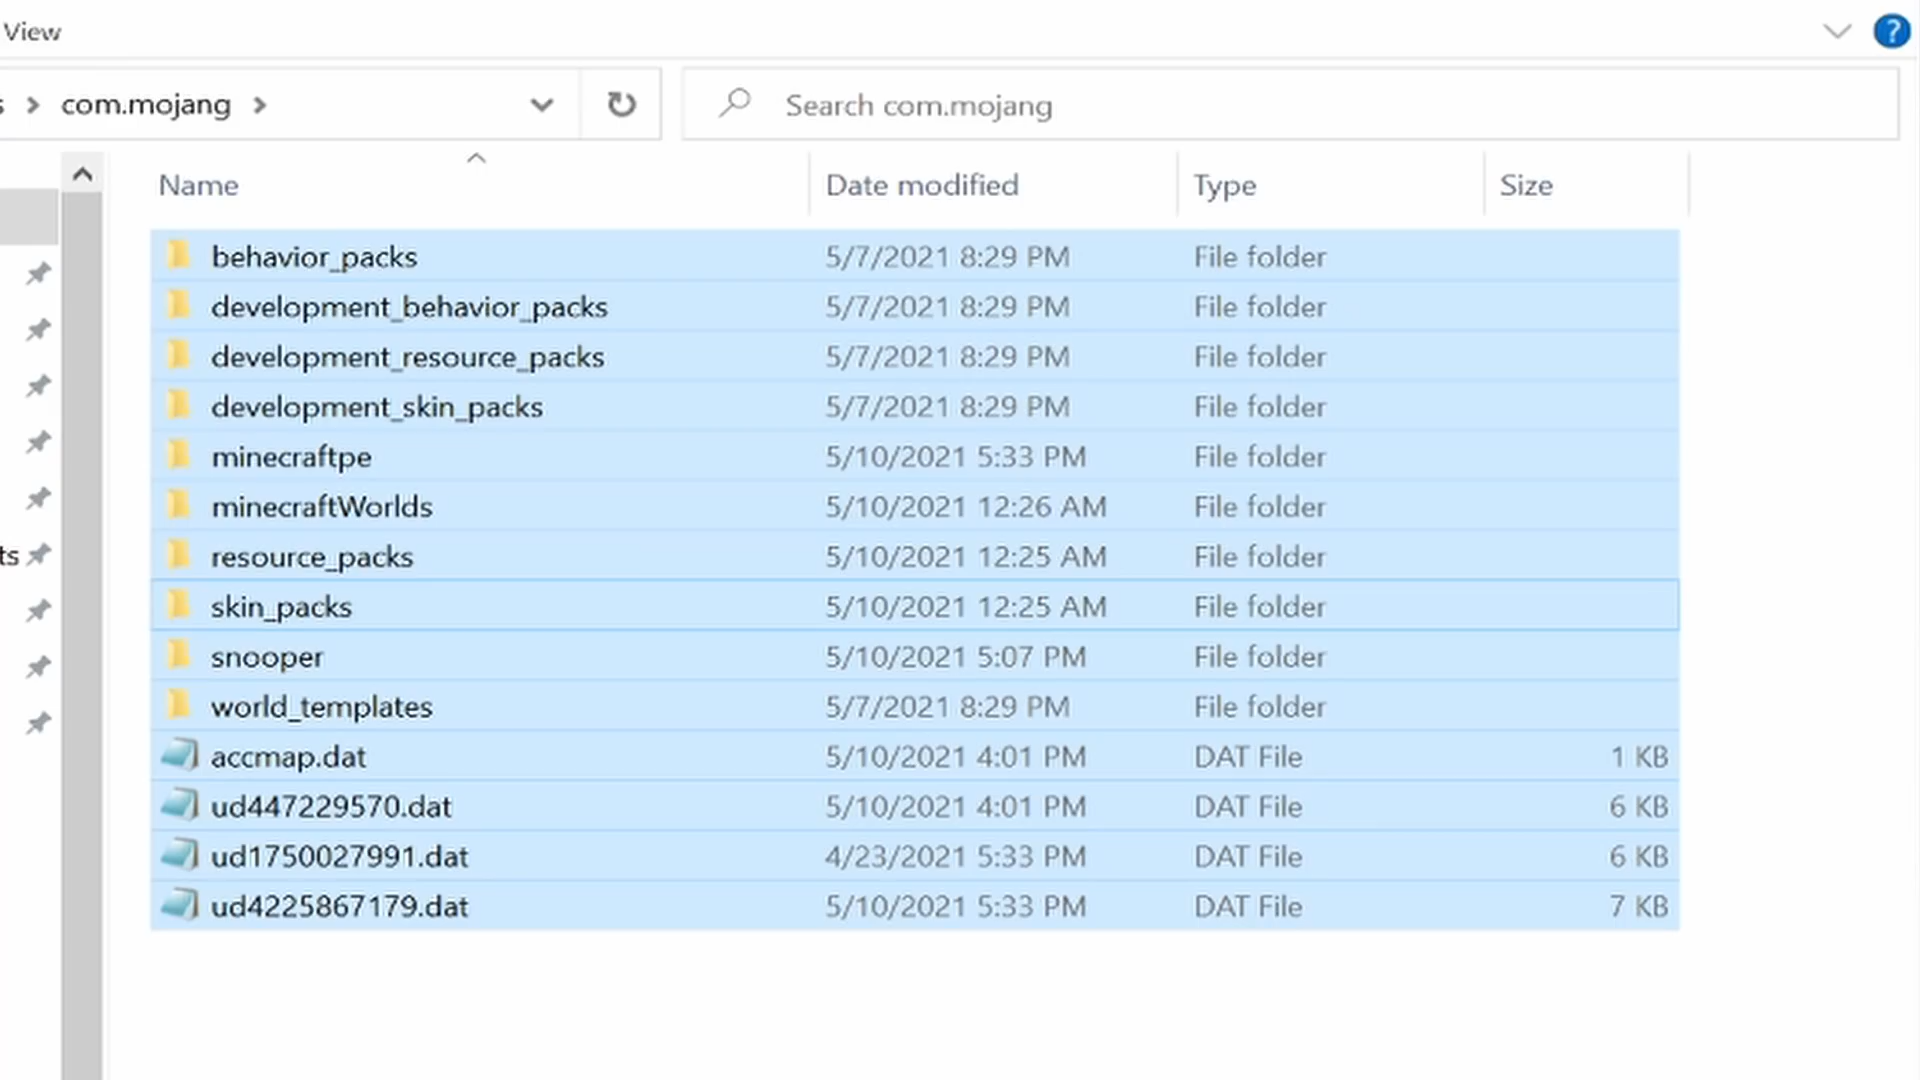 View
?
s > com.mojang >
Search com.mojang
Name Date modified Type Size
behavior_packs 5/7/2021 8:29 PM File folder
development_behavior_packs 5/7/2021 8:29 PM File folder
development_resource_packs 5/7/2021 8:29 PM File folder
development_skin_packs 5/7/2021 8:29 PM File folder
minecraftpe 5/10/2021 5:33 PM File folder
minecraftWorlds 5/10/2021 12:26 AM File folder
resource_packs 5/10/2021 12:25 AM File folder
ts
skin_packs 5/10/2021 12:25 AM File folder
snooper 5/10/2021 5:07 PM File folder
world_templates 5/7/2021 8:29 PM File folder
accmap.dat 5/10/2021 4:01 PM DAT File 1 KB
ud447229570.dat 5/10/2021 4:01 PM DAT File 6 KB
ud1750027991.dat 4/23/2021 5:33 PM DAT File 6 KB
ud4225867179.dat 5/10/2021 5:33 PM DAT File 7 KB